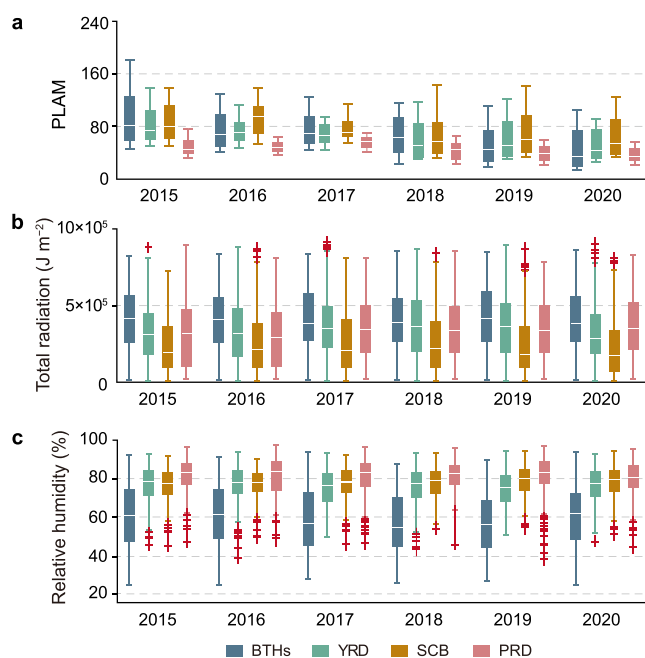 a
240
160
80
0
PLAM
2015 2016 2017 2018 2019 2020
b
10×10⁵
5×10⁵
0
Total radiation (J m⁻²)
2015 2016 2017 2018 2019 2020
c
100
80
60
40
20
Relative humidity (%)
2015 2016 2017 2018 2019 2020
BTHs YRD SCB PRD